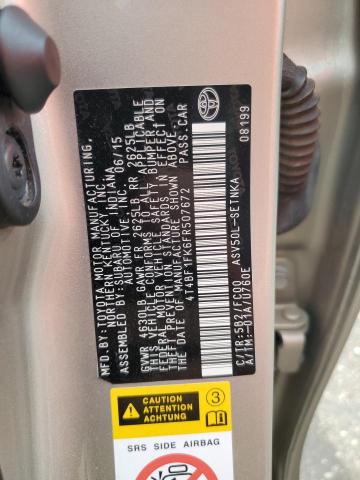 MFD. BY: TOYOTA MOTOR MANUFACTURING,
NORTHERN KENTUCKY, INC.
ASSEMBLED BY: SUBARU OF INDIANA
AUTOMOTIVE, INC. 06/15
GVWR 4630LB GAWR FR 2625LB RR 2625LB
THIS VEHICLE CONFORMS TO ALL APPLICABLE
FEDERAL MOTOR VEHICLE SAFETY, BUMPER, AND
THEFT PREVENTION STANDARDS IN EFFECT ON
THE DATE OF MANUFACTURE SHOWN ABOVE.
4T4BF1FK6FR507672 PASS.CAR
C/TR:5B2/FC00 ASV50L-SETNKA
A/TM:-01A/U760E 08199
CAUTION
ATTENTION
ACHTUNG
3
SRS SIDE AIRBAG